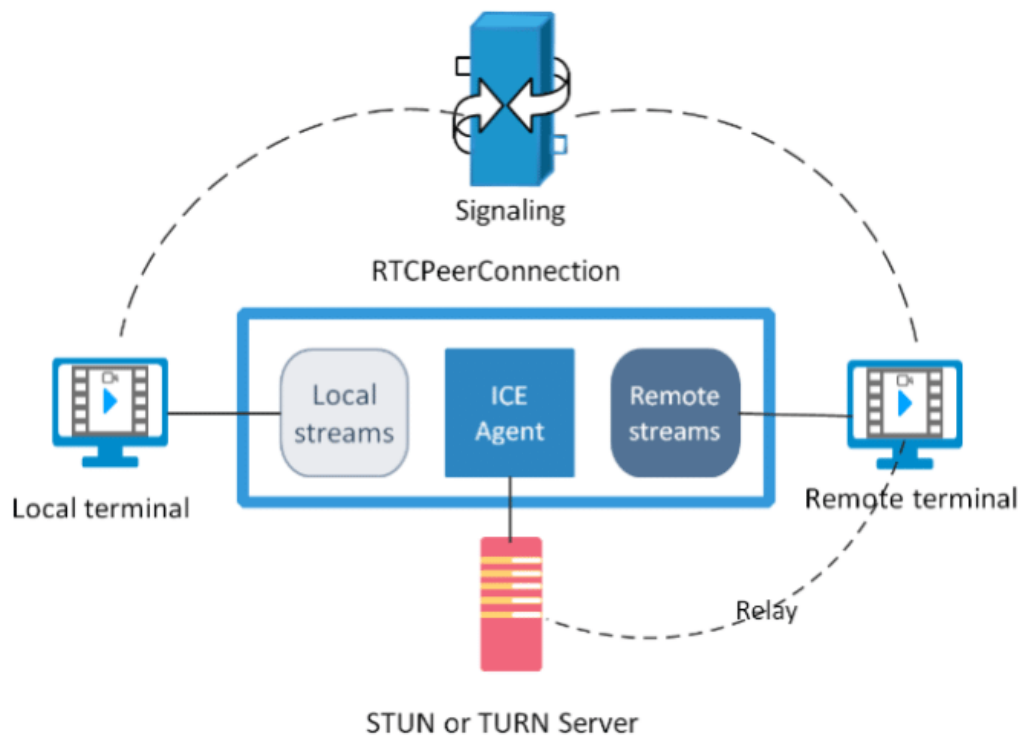 Signaling
RTCPeerConnection
Local
streams
ICE
Agent
Remote
streams
Local terminal
Remote terminal
Relay
STUN or TURN Server